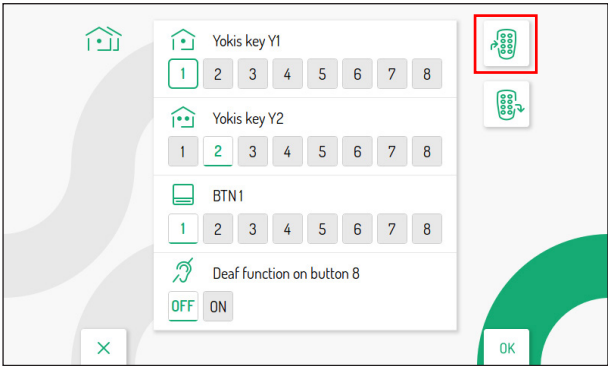 Yokis key Y1
1 2 3 4 5 6 7 8
Yokis key Y2
1 2 3 4 5 6 7 8
BTN 1
1 2 3 4 5 6 7 8
Deaf function on button 8
OFF ON
OK